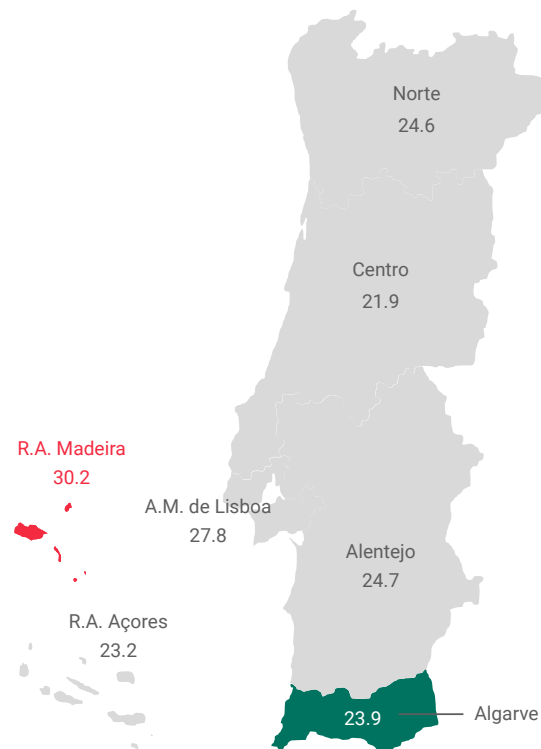 Norte
24.6
Centro
21.9
R.A. Madeira
30.2
A.M. de Lisboa
27.8
Alentejo
24.7
R.A. Açores
23.2
23.9
Algarve